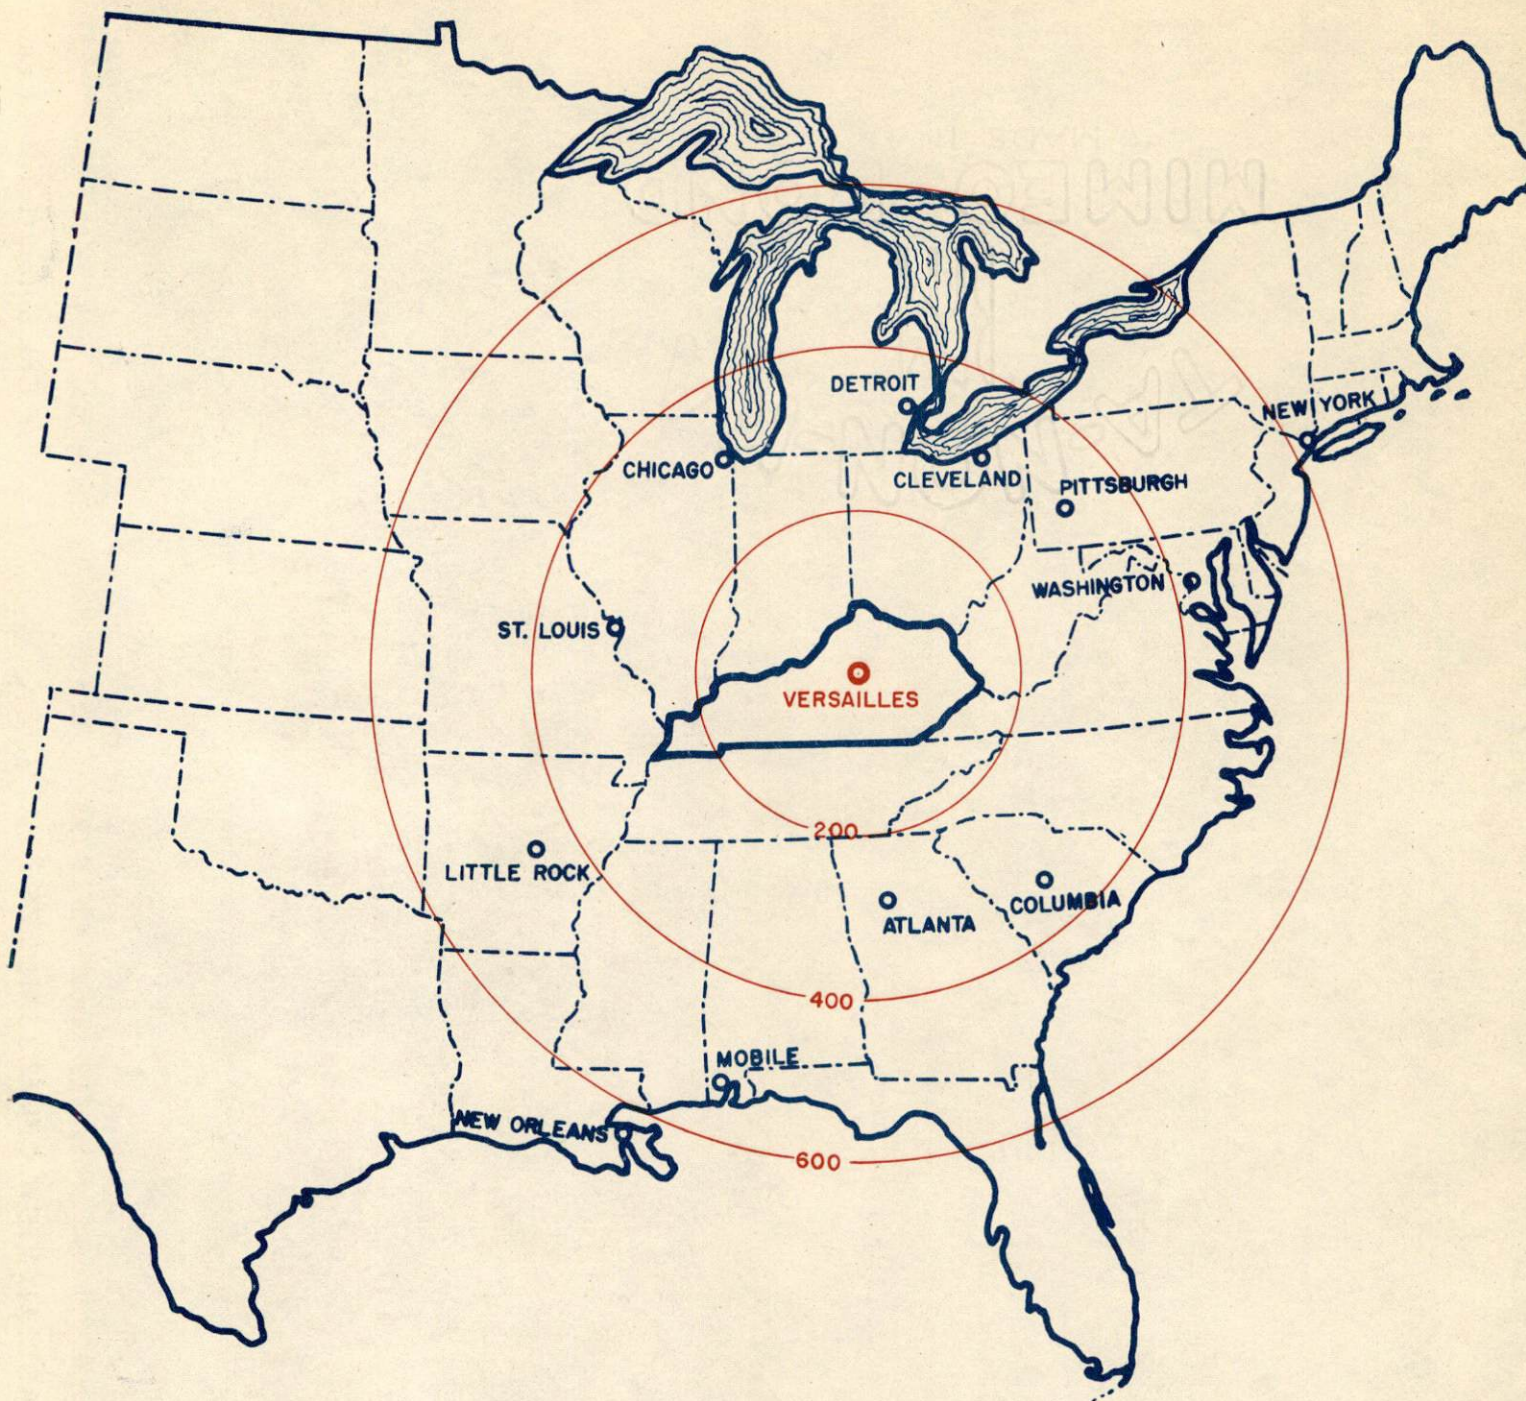 DETROIT
NEW YORK
CHICAGO
CLEVELAND
PITTSBURGH
WASHINGTON
ST. LOUIS
VERSAILLES
200
LITTLE ROCK
COLUMBIA
ATLANTA
400
MOBILE
NEW ORLEANS
600